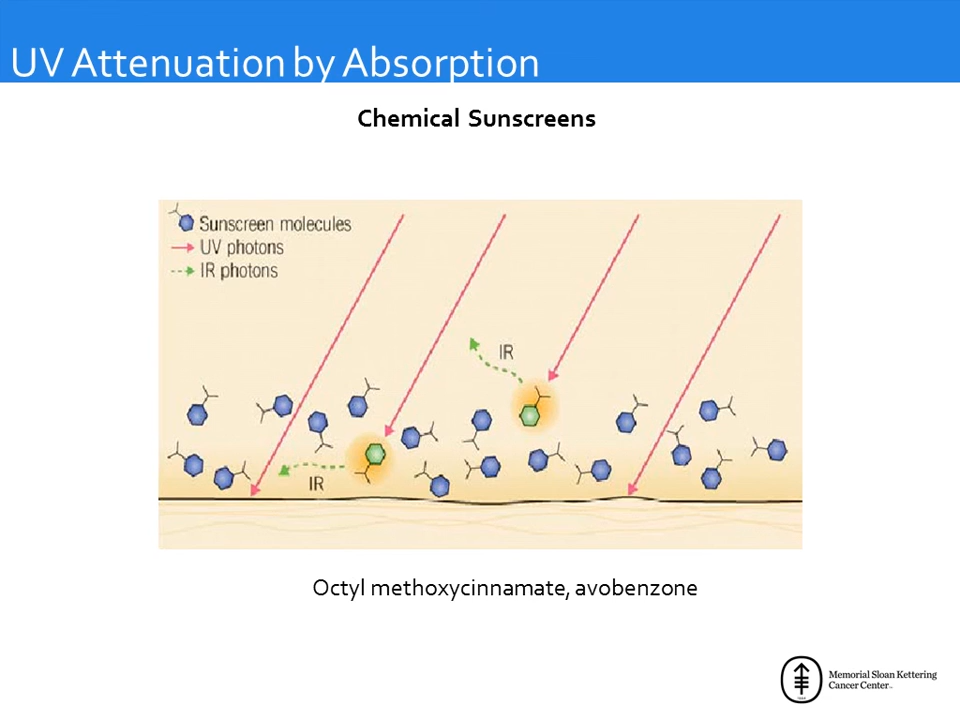 UV Attenuation by Absorption
Chemical Sunscreens
Sunscreen molecules
UV photons
IR photons
IR
IR
Octyl methoxycinnamate, avobenzone
Memorial Sloan Kettering
Cancer Center